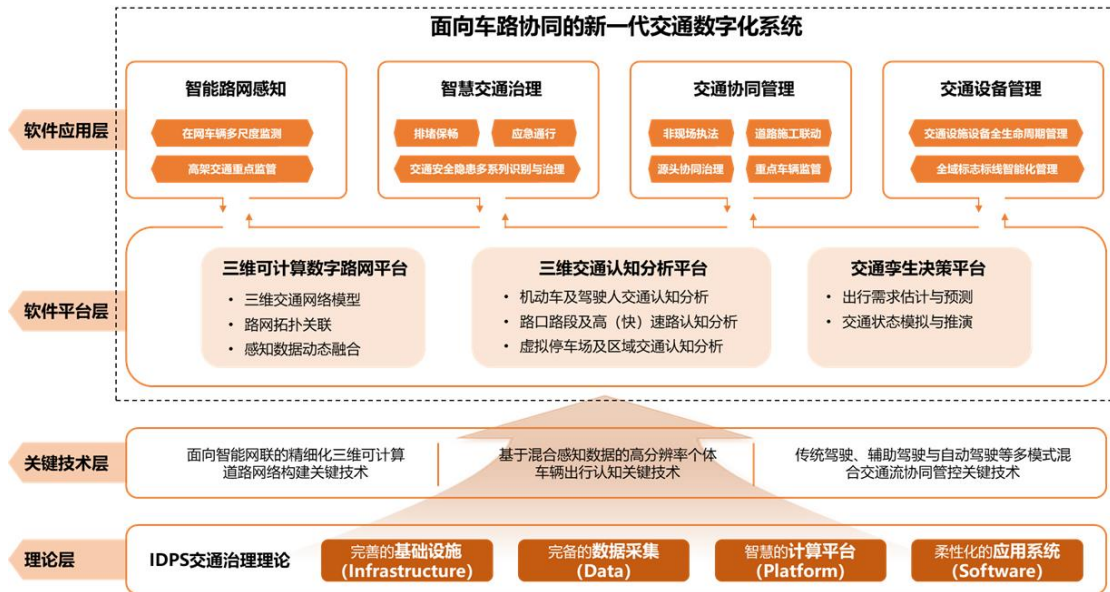 面向车路协同的新一代交通数字化系统
软件应用层
智能路网感知
在网车辆多尺度监测
高架交通重点监管
智慧交通治理
排堵保畅
应急通行
交通安全隐患多系列识别与治理
交通协同管理
非现场执法
道路施工联动
源头协同治理
重点车辆监管
交通设备管理
交通设施设备全生命周期管理
全域标志标线智能化管理
软件平台层
三维可计算数字路网平台
• 三维交通网络模型
• 路网拓扑关联
• 感知数据动态融合
三维交通认知分析平台
• 机动车及驾驶人交通认知分析
• 路口路段及高（快）速路认知分析
• 虚拟停车场及区域交通认知分析
交通孪生决策平台
• 出行需求估计与预测
• 交通状态模拟与推演
关键技术层
面向智能网联的精细化三维可计算
道路网络构建关键技术
基于混合感知数据的高分辨率个体
车辆出行认知关键技术
传统驾驶、辅助驾驶与自动驾驶等多模式混
合交通流协同管控关键技术
理论层
IDPS交通治理理论
完善的基础设施
（Infrastructure）
完备的数据采集
（Data）
智慧的计算平台
（Platform）
柔性化的应用系统
（Software）